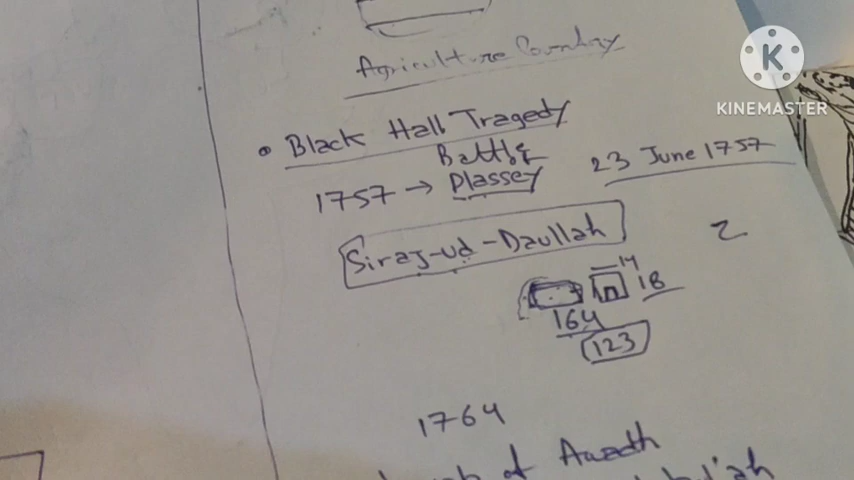 Agriculture Country
K
KINEMASTER
• Black Hall Tragedy
Battle
1757 → Plassey
23 June 1757
Siraj-ud-Daullah
14
18
164
123
1764
of Awadh